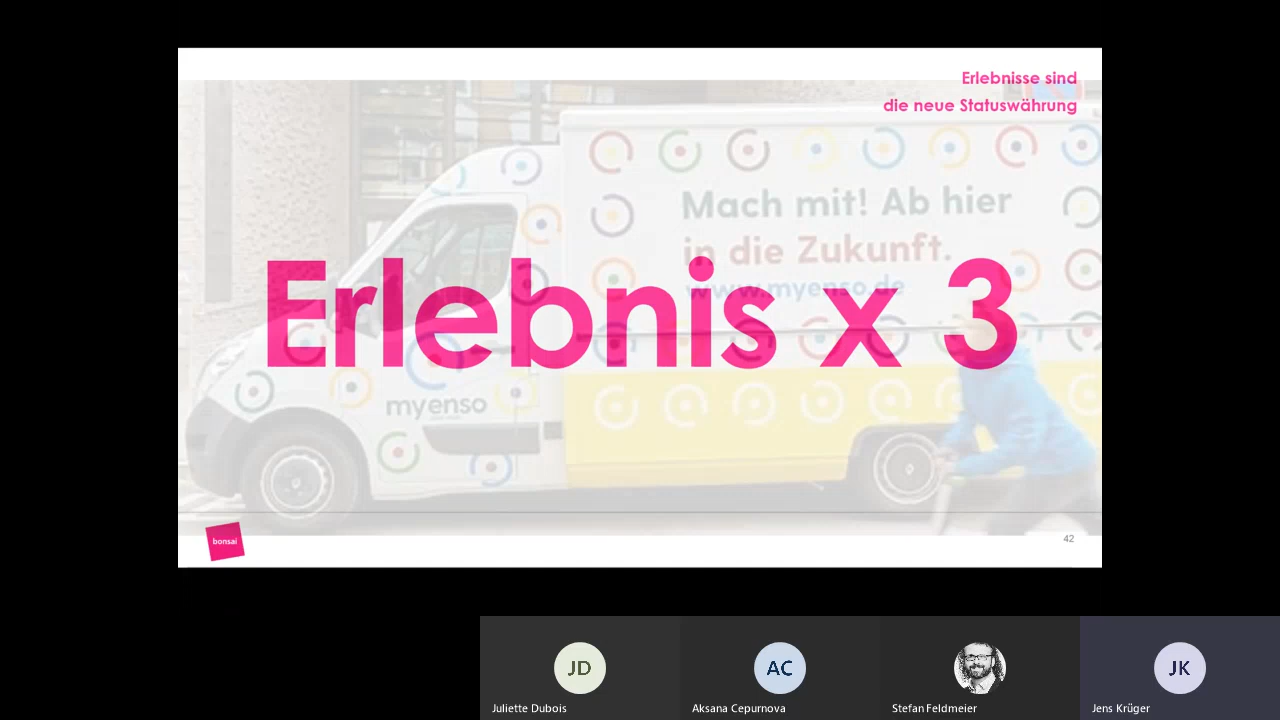 Erlebnisse sind
die neue Statuswährung
Mach mit! Ab hier
in die Zukunft.
www.myenso.de
Erlebnis x 3
myenso
bonsai
42
JD
AC
JK
Juliette Dubois
Aksana Cepurnova
Stefan Feldmeier
Jens Krüger